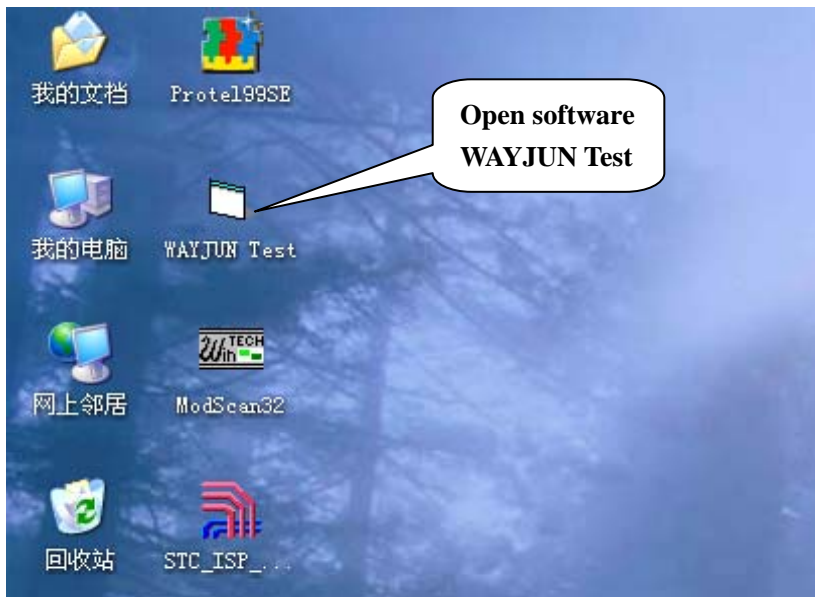 我的文档
Protel99SE
Open software
WAYJUN Test
我的电脑
WAYJUN Test
WinTECH
网上邻居
ModScan32
回收站
STC_ISP_...